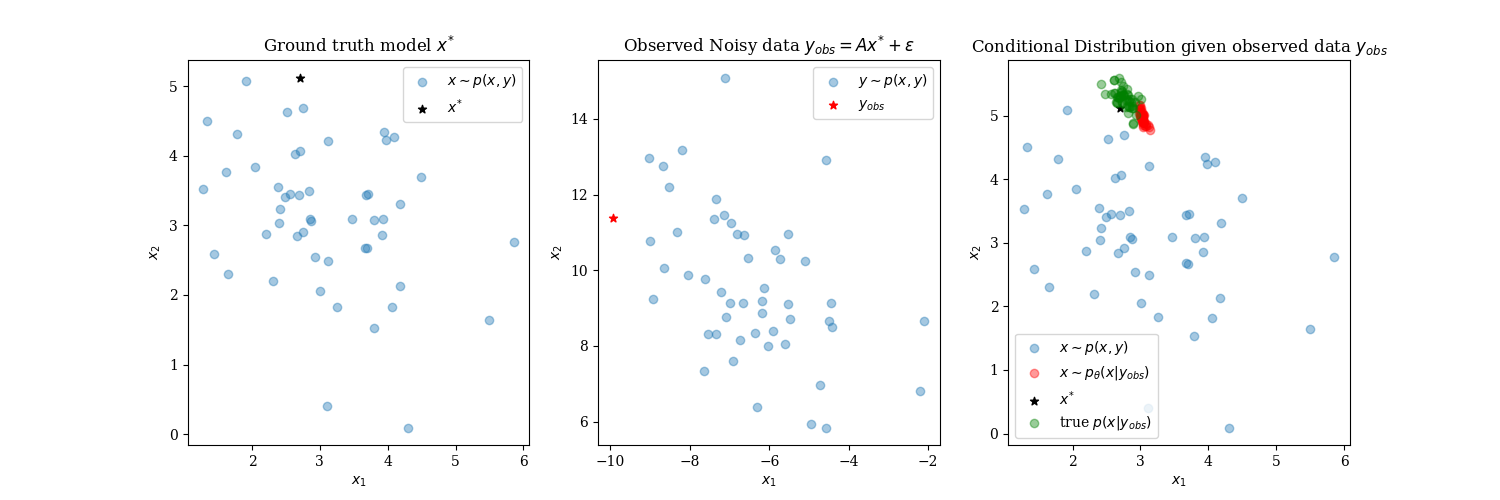 Ground truth model x*
x ~ p(x, y)
x*
5
4
3
2
1
0
x₂
2
3
4
5
6
x₁
Observed Noisy data y_obs = Ax* + ε
y ~ p(x, y)
y_obs
14
12
10
8
6
x₂
−10
−8
−6
−4
−2
x₁
Conditional Distribution given observed data y_obs
5
4
3
2
1
0
x₂
x ~ p(x, y)
x ~ p_θ(x|y_obs)
x*
true p(x|y_obs)
2
3
4
5
6
x₁